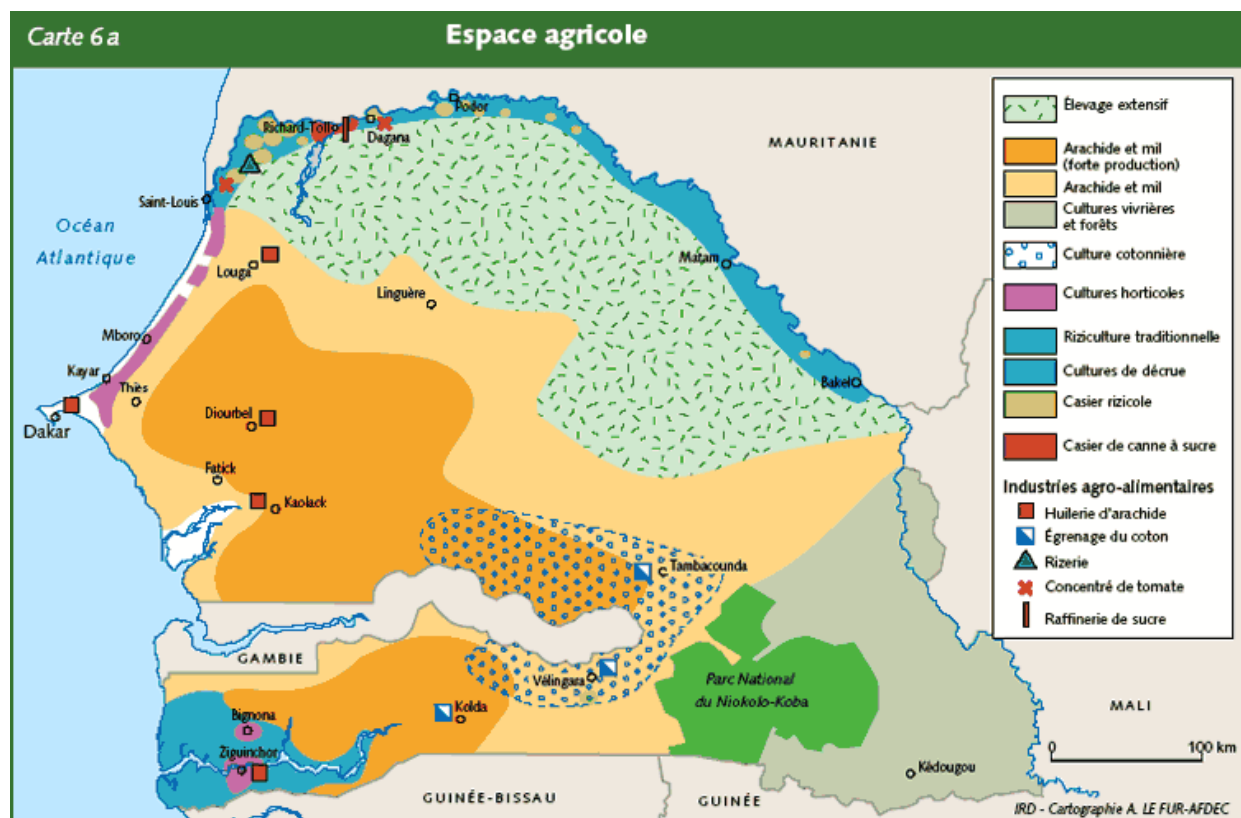 Carte 6 a
Espace agricole
Podor
Richard-Toll
Dagana
MAURITANIE
Saint-Louis
Océan
Atlantique
Louga
Matam
Linguère
Mboro
Kayar
Thiès
Bakel
Dakar
Diourbel
Fatick
Kaolack
Tambacounda
GAMBIE
Vélingara
Parc National
du Niokolo-Koba
Kolda
Bignona
Ziguinchor
Kédougou
MALI
GUINÉE-BISSAU
GUINÉE
Élevage extensif
Arachide et mil
(forte production)
Arachide et mil
Cultures vivrières
et forêts
Culture cotonnière
Cultures horticoles
Riziculture traditionnelle
Cultures de décrue
Casier rizicole
Casier de canne à sucre
Industries agro-alimentaires
Huilerie d'arachide
Égrenage du coton
Rizerie
Concentré de tomate
Raffinerie de sucre
0 100 km
IRD - Cartographie A. LE FUR-AFDEC